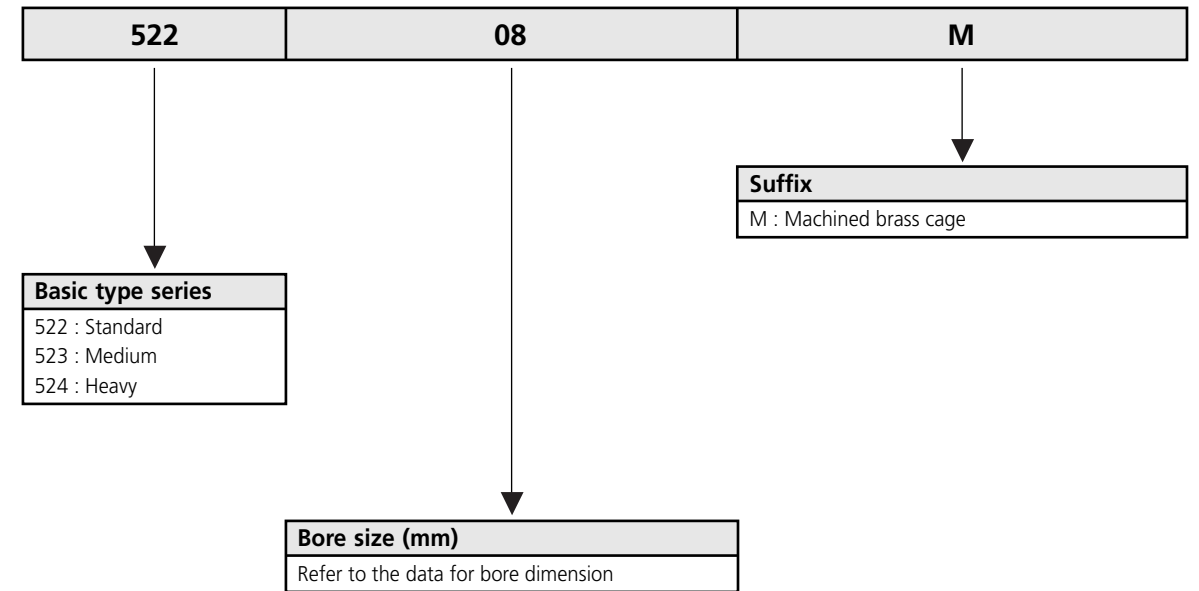 522 08 M
Suffix
M : Machined brass cage
Basic type series
522 : Standard
523 : Medium
524 : Heavy
Bore size (mm)
Refer to the data for bore dimension